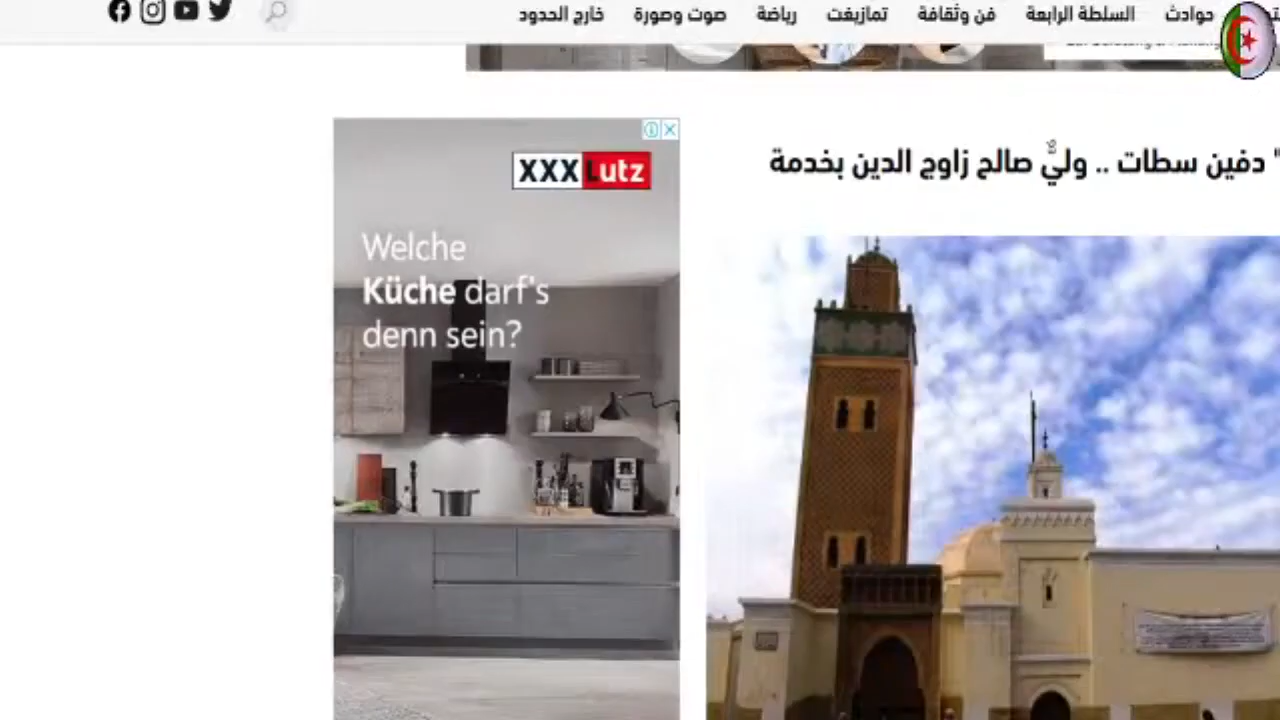 حوادث السلطة الرابعة فن وثقافة تمازيغت رياضة صوت وصورة خارج الحدود
" دفين سطات .. وليٌّ صالح زاوج الدين بخدمة
XXXLutz
Welche
Küche darf's
denn sein?